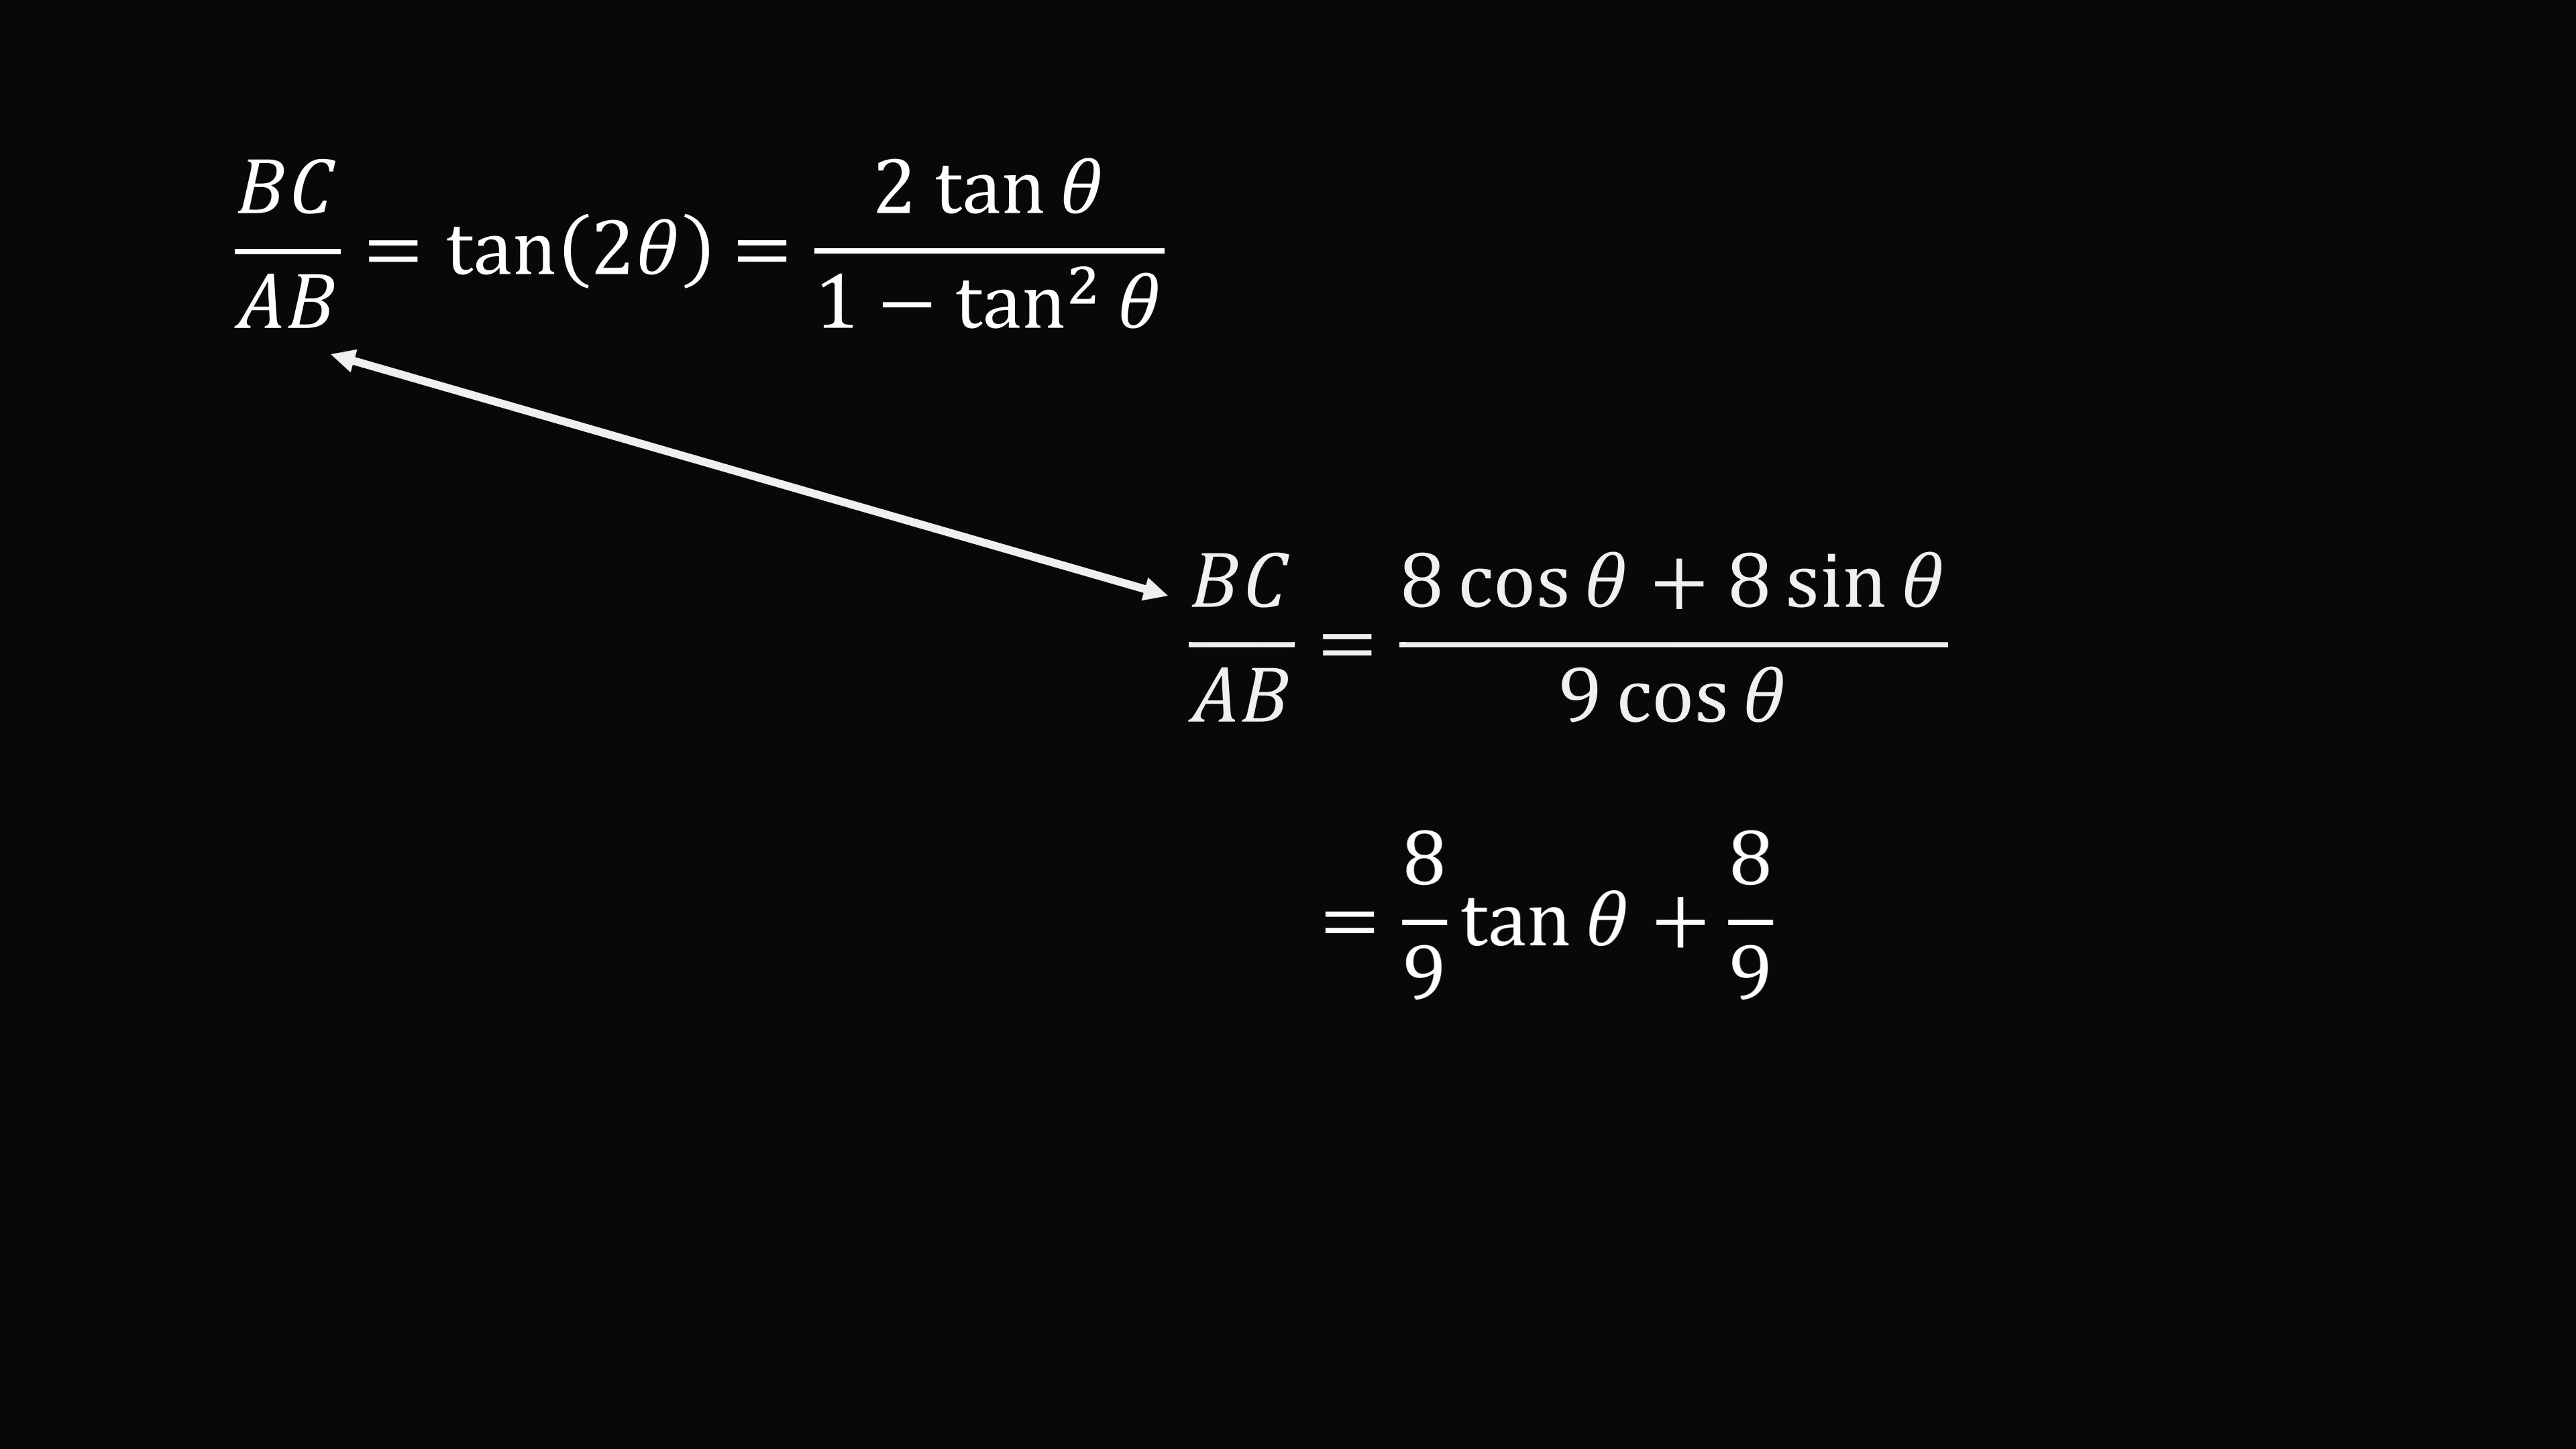 BC/AB = tan(2θ) = 2 tan θ/1 − tan² θ
BC/AB = 8 cos θ + 8 sin θ/9 cos θ
= 8/9 tan θ + 8/9